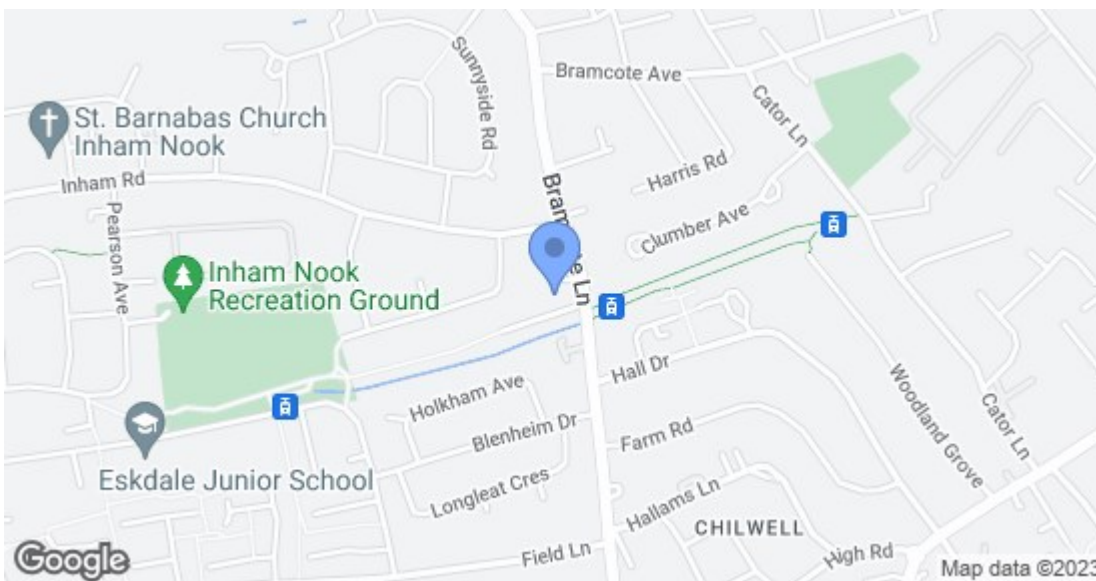 Sunnyside Rd
Bramcote Ave
Cator Ln
St. Barnabas Church
Inham Nook
Inham Rd
Harris Rd
Pearson Ave
Clumber Ave
Inham Nook
Recreation Ground
Hall Dr
Holkham Ave
Woodland Grove
Cator Ln
Blenheim Dr
Farm Rd
Eskdale Junior School
Longleat Cres
Hallams Ln
CHILWELL
Field Ln
High Rd
Google
Map data ©2023